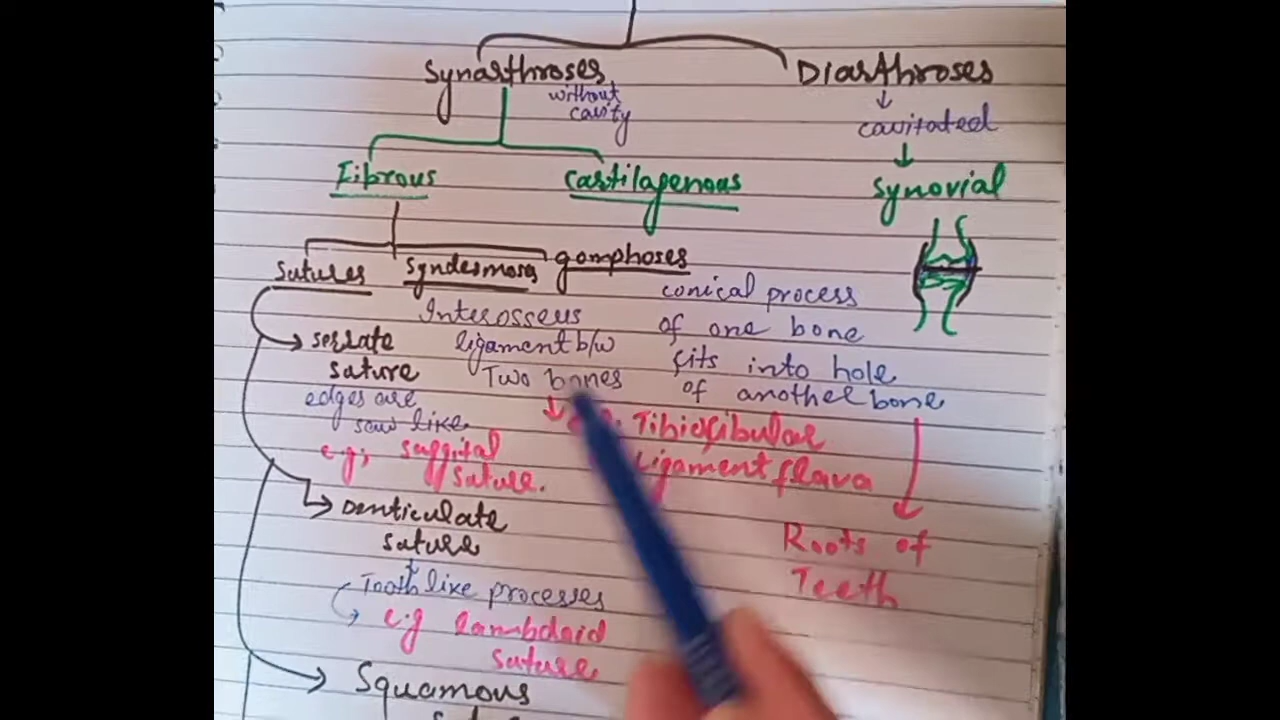 Synarthroses
without
cavity
Diarthroses
cavitated
Synovial
Fibrous
Cartilagenous
Sutures
Syndesmoses
gomphoses
Interosseus
ligament b/w
Two bones
conical process
of one bone
fits into hole
of another bone
serrate
suture
edges are
saw like
e.g, saggital
suture.
Tibiofibular
Ligament flava
Roots of
Teeth
Denticulate
suture
Tooth like processes
e.g lambdoid
suture
Squamous